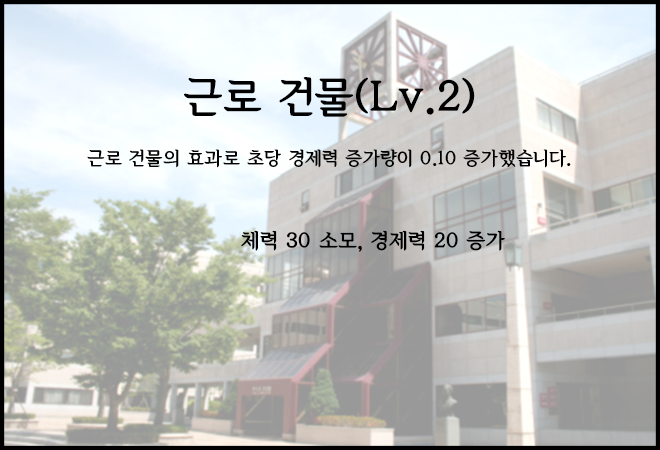 근로 건물(Lv.2)
근로 건물의 효과로 초당 경제력 증가량이 0.10 증가했습니다.
체력 30 소모, 경제력 20 증가